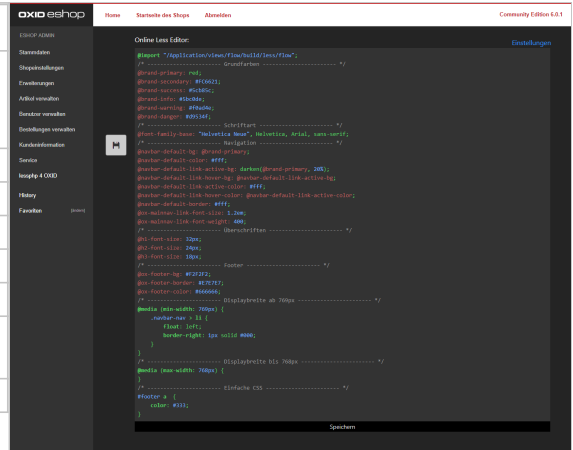 OXID eshop
Home
Startseite des Shops
Abmelden
Community Edition 6.0.1
ESHOP ADMIN
Stammdaten
Shopeinstellungen
Erweiterungen
Artikel verwalten
Benutzer verwalten
Bestellungen verwalten
Kundeninformation
Service
lessphp 4 OXID
History
Favoriten
Online Less Editor:
Einstellungen
@import "/Application/views/flow/build/less/flow";
/* ---------------------- Grundfarben ---------------------- */
@brand-primary: red;
@brand-secondary: #FC6621;
@brand-success: #5cb85c;
@brand-info: #5bc0de;
@brand-warning: #f0ad4e;
@brand-danger: #d9534f;
/* ---------------------- Schriftart ---------------------- */
@font-family-base: "Helvetica Neue", Helvetica, Arial, sans-serif;
/* ---------------------- Navigation ---------------------- */
@navbar-default-bg: @brand-primary;
@navbar-default-color: #fff;
@navbar-default-link-active-bg: darken(@brand-primary, 20%);
@navbar-default-link-hover-bg: @navbar-default-link-active-bg;
@navbar-default-link-active-color: #fff;
@navbar-default-link-hover-color: @navbar-default-link-active-color;
@navbar-default-border: #fff;
@ox-mainnav-link-font-size: 1.2em;
@ox-mainnav-link-font-weight: 400;
/* ---------------------- Überschriften ---------------------- */
@h1-font-size: 32px;
@h2-font-size: 24px;
@h3-font-size: 18px;
/* ---------------------- Footer ---------------------- */
@ox-footer-bg: #F2F2F2;
@ox-footer-border: #E7E7E7;
@ox-footer-color: #666666;
/* ---------------------- Displaybreite ab 769px ---------------------- */
@media (min-width: 769px) {
.navbar-nav > li {
float: left;
border-right: 1px solid #000;
}
}
/* ---------------------- Displaybreite bis 768px ---------------------- */
@media (max-width: 768px) {
}
/* ---------------------- Einfache CSS ---------------------- */
#footer a {
color: #333;
}
Speichern